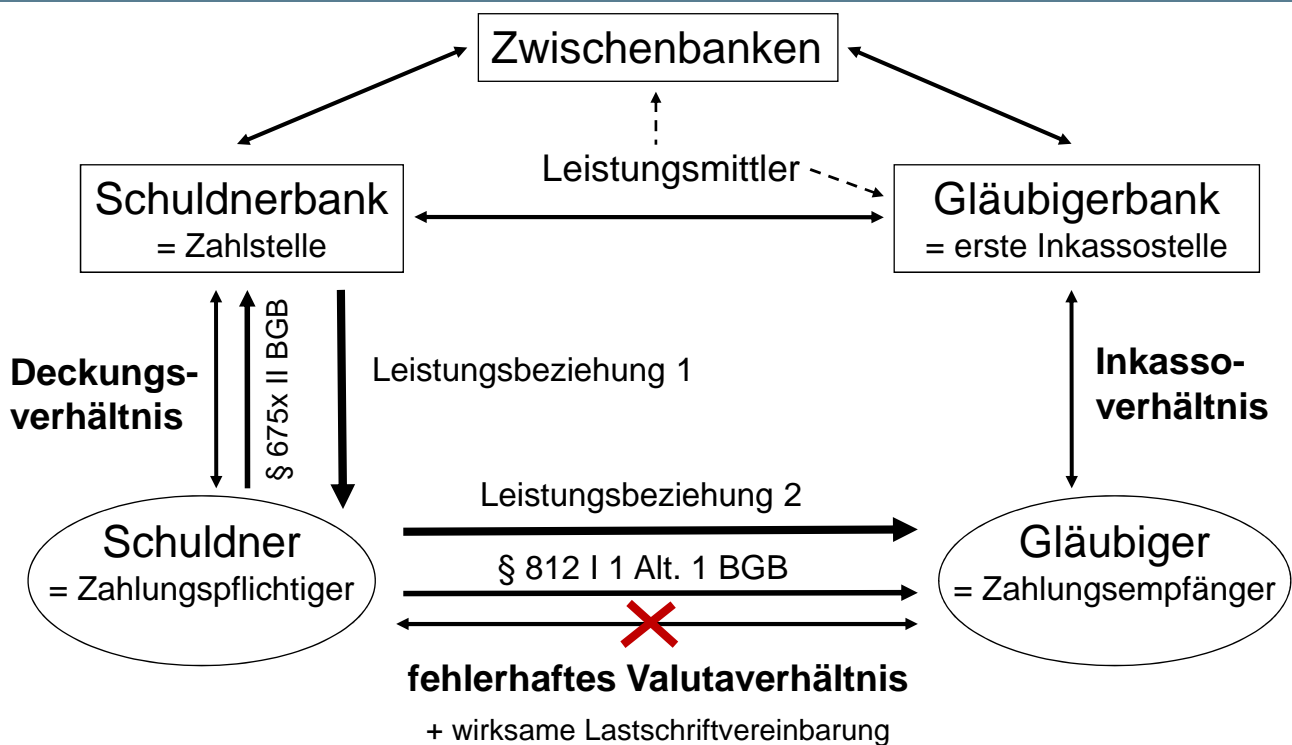 Zwischenbanken
Leistungsmittler
Schuldnerbank
= Zahlstelle
Gläubigerbank
= erste Inkassostelle
Deckungs-
verhältnis
§ 675x II BGB
Leistungsbeziehung 1
Inkasso-
verhältnis
Leistungsbeziehung 2
Schuldner
= Zahlungspflichtiger
§ 812 I 1 Alt. 1 BGB
Gläubiger
= Zahlungsempfänger
fehlerhaftes Valutaverhältnis
+ wirksame Lastschriftvereinbarung